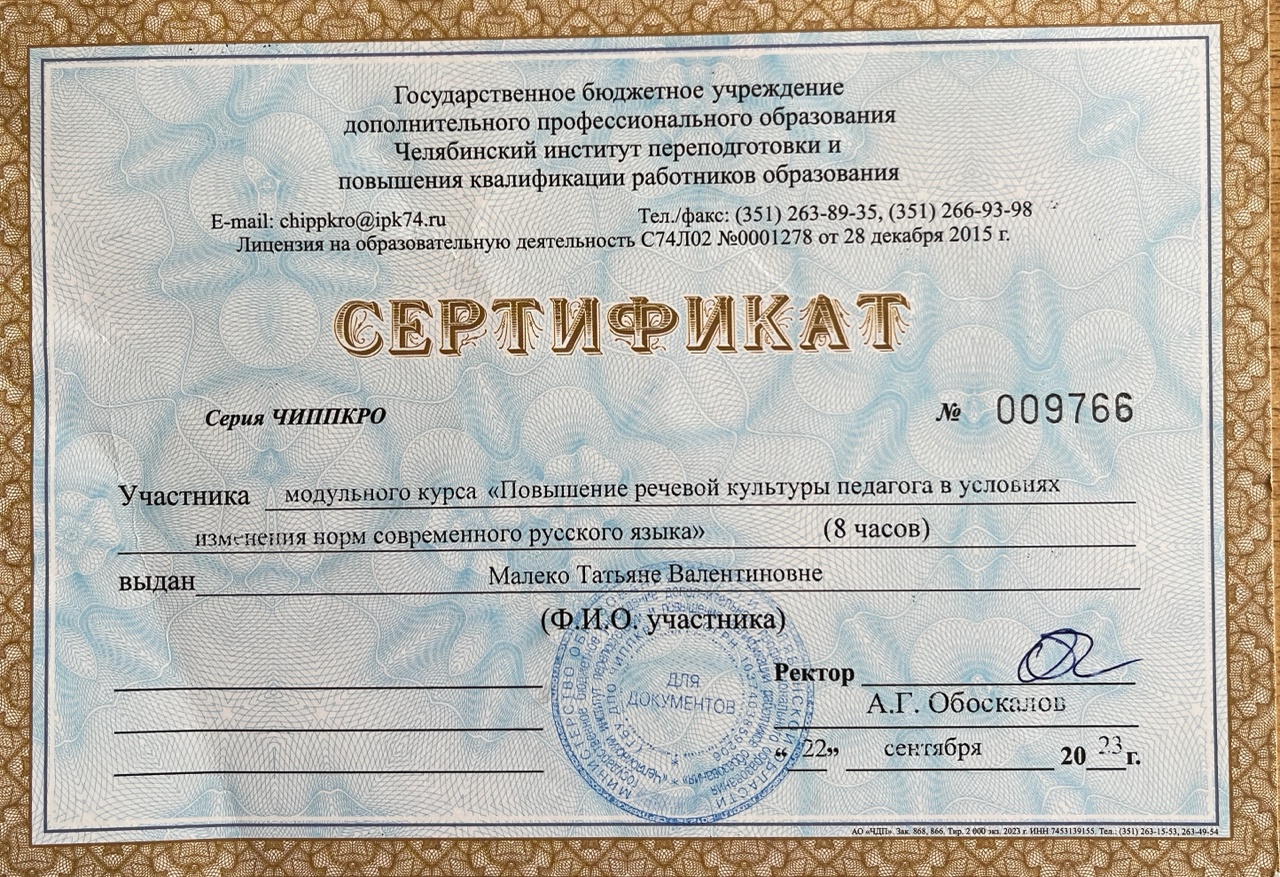 Государственное бюджетное учреждение
дополнительного профессионального образования
Челябинский институт переподготовки и
повышения квалификации работников образования
E-mail: chippkro@ipk74.ru Тел./факс: (351) 263-89-35, (351) 266-93-98
Лицензия на образовательную деятельность С74Л02 №0001278 от 28 декабря 2015 г.
СЕРТИФИКАТ
Серия ЧИППКРО № 009766
Участника модульного курса «Повышение речевой культуры педагога в условиях
изменения норм современного русского языка» (8 часов)
выдан Малеко Татьяне Валентиновне
(Ф.И.О. участника)
Ректор
А.Г. Обоскалов
“22” сентября 2023 г.
ДЛЯ
ДОКУМЕНТОВ
АО «ЧДП». Зак. 868, 866. Тир. 2 000 экз. 2023 г. ИНН 7453139155. Тел.: (351) 263-15-53, 263-49-54